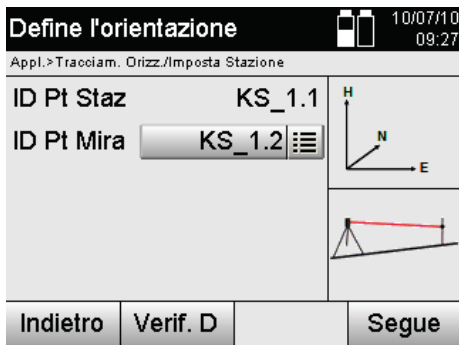 Define l'orientazione
10/07/10
09:27
Appl.>Tracciam. Orizz./Imposta Stazione
ID Pt Staz KS_1.1
ID Pt Mira KS_1.2
H
N
E
Indietro Verif. D Segue